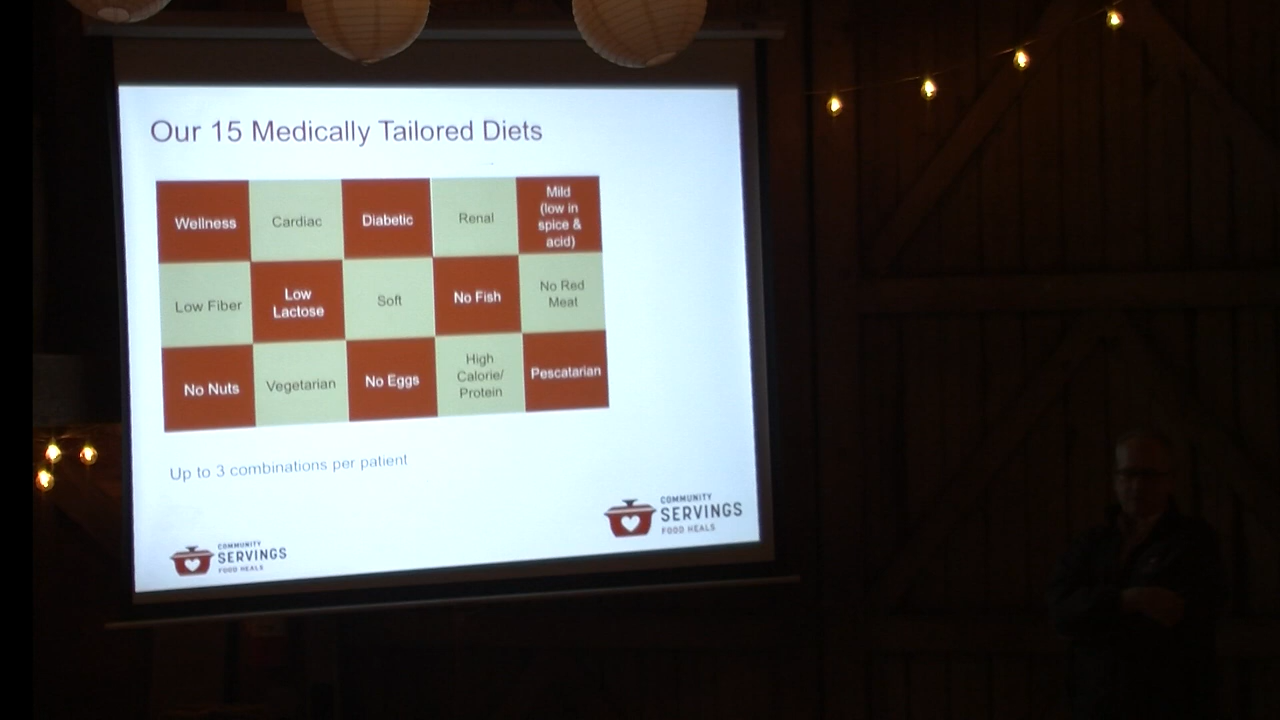 Our 15 Medically Tailored Diets
Wellness
Cardiac
Diabetic
Renal
Mild
(low in
spice &
acid)
Low Fiber
Low
Lactose
Soft
No Fish
No Red
Meat
No Nuts
Vegetarian
No Eggs
High
Calorie/
Protein
Pescatarian
Up to 3 combinations per patient
COMMUNITY
SERVINGS
FOOD HEALS
COMMUNITY
SERVINGS
FOOD HEALS